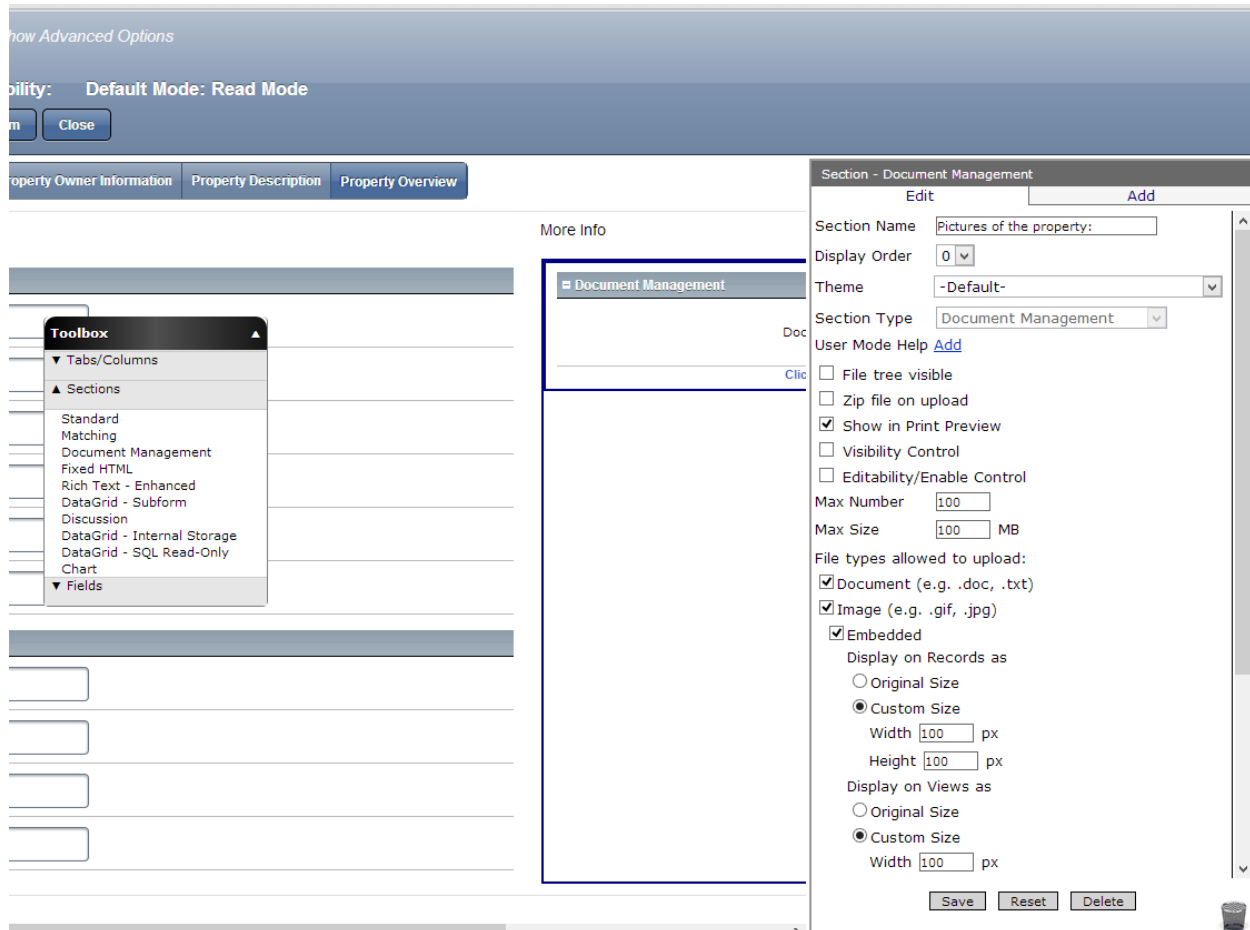 how Advanced Options
bility: Default Mode: Read Mode
m Close
roperty Owner Information Property Description Property Overview
More Info
Document Management
Doc
Clic
Toolbox
Tabs/Columns
Sections
Standard
Matching
Document Management
Fixed HTML
Rich Text - Enhanced
DataGrid - Subform
Discussion
DataGrid - Internal Storage
DataGrid - SQL Read-Only
Chart
Fields
Section - Document Management
Edit Add
Section Name Pictures of the property:
Display Order 0
Theme -Default-
Section Type Document Management
User Mode Help Add
File tree visible
Zip file on upload
Show in Print Preview
Visibility Control
Editability/Enable Control
Max Number 100
Max Size 100 MB
File types allowed to upload:
Document (e.g. .doc, .txt)
Image (e.g. .gif, .jpg)
Embedded
Display on Records as
Original Size
Custom Size
Width 100 px
Height 100 px
Display on Views as
Original Size
Custom Size
Width 100 px
Save Reset Delete